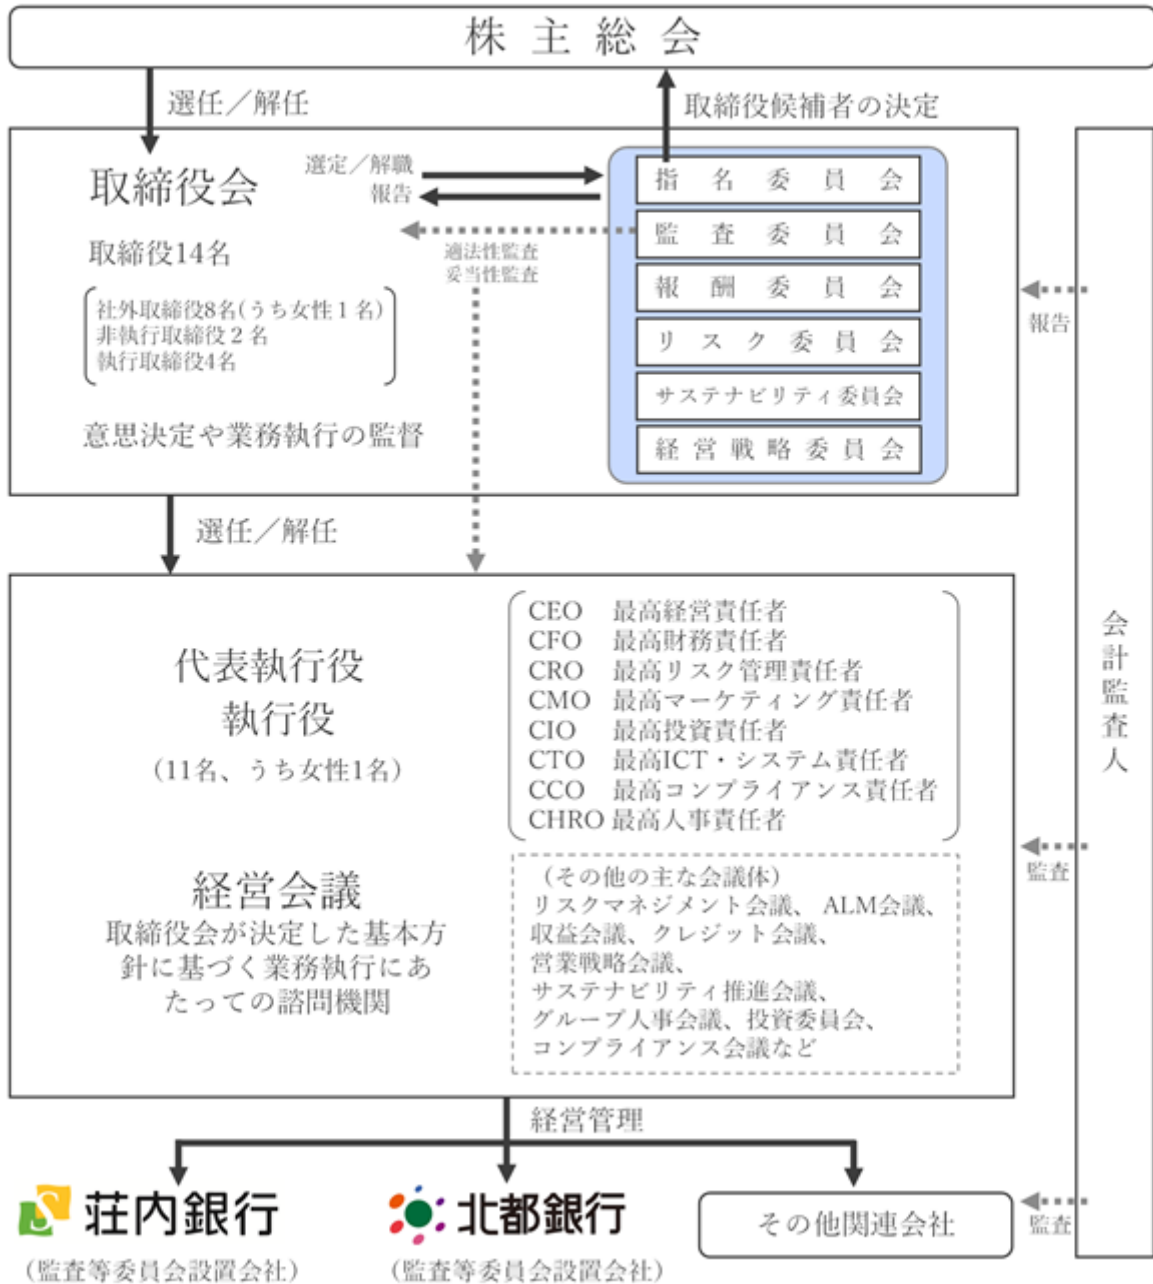 株主総会
選任／解任
取締役候補者の決定
取締役会
選定／解職
報告
取締役14名
社外取締役8名(うち女性１名)
非執行取締役２名
執行取締役4名
意思決定や業務執行の監督
適法性監査
妥当性監査
指名委員会
監査委員会
報酬委員会
リスク委員会
サステナビリティ委員会
経営戦略委員会
報告
選任／解任
会計監査人
代表執行役
執行役
（11名、うち女性1名）
CEO 最高経営責任者
CFO 最高財務責任者
CRO 最高リスク管理責任者
CMO 最高マーケティング責任者
CIO 最高投資責任者
CTO 最高ICT・システム責任者
CCO 最高コンプライアンス責任者
CHRO 最高人事責任者
監査
経営会議
取締役会が決定した基本方
針に基づく業務執行にあ
たっての諮問機関
（その他の主な会議体）
リスクマネジメント会議、 ALM会議、
収益会議、クレジット会議、
営業戦略会議、
サステナビリティ推進会議、
グループ人事会議、投資委員会、
コンプライアンス会議など
経営管理
S 荘内銀行
（監査等委員会設置会社）
北都銀行
（監査等委員会設置会社）
その他関連会社
監査